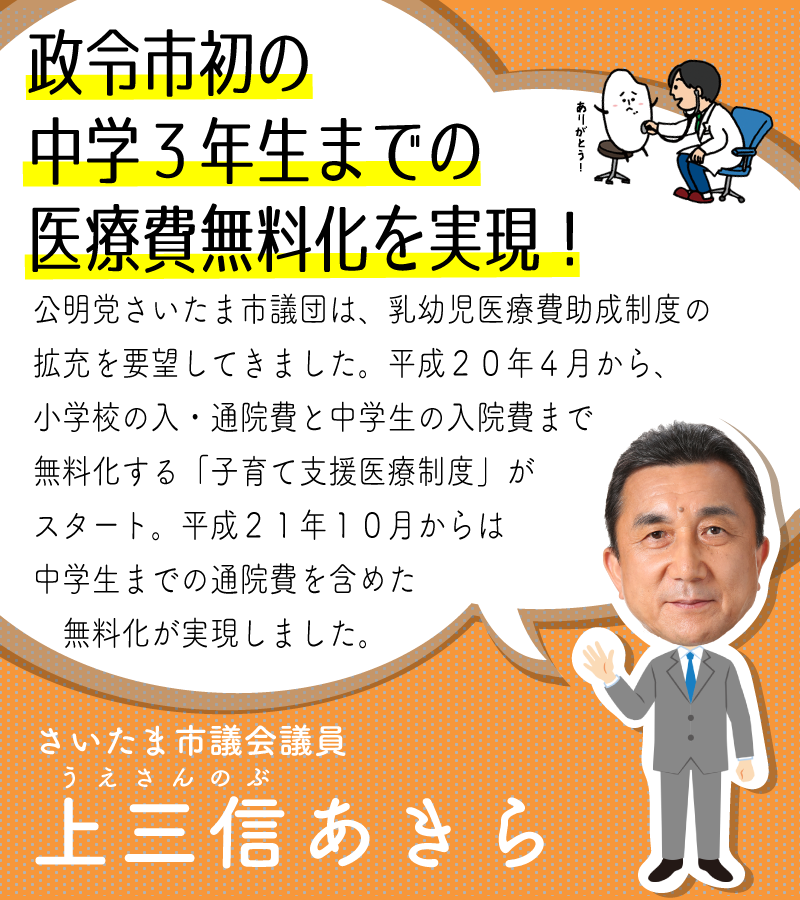 政令市初の
中学３年生までの
医療費無料化を実現！
ありがとう！
公明党さいたま市議団は、乳幼児医療費助成制度の
拡充を要望してきました。平成２０年４月から、
小学校の入・通院費と中学生の入院費まで
無料化する「子育て支援医療制度」が
スタート。平成２１年１０月からは
中学生までの通院費を含めた
無料化が実現しました。
さいたま市議会議員
うえさんのぶ
上三信あきら